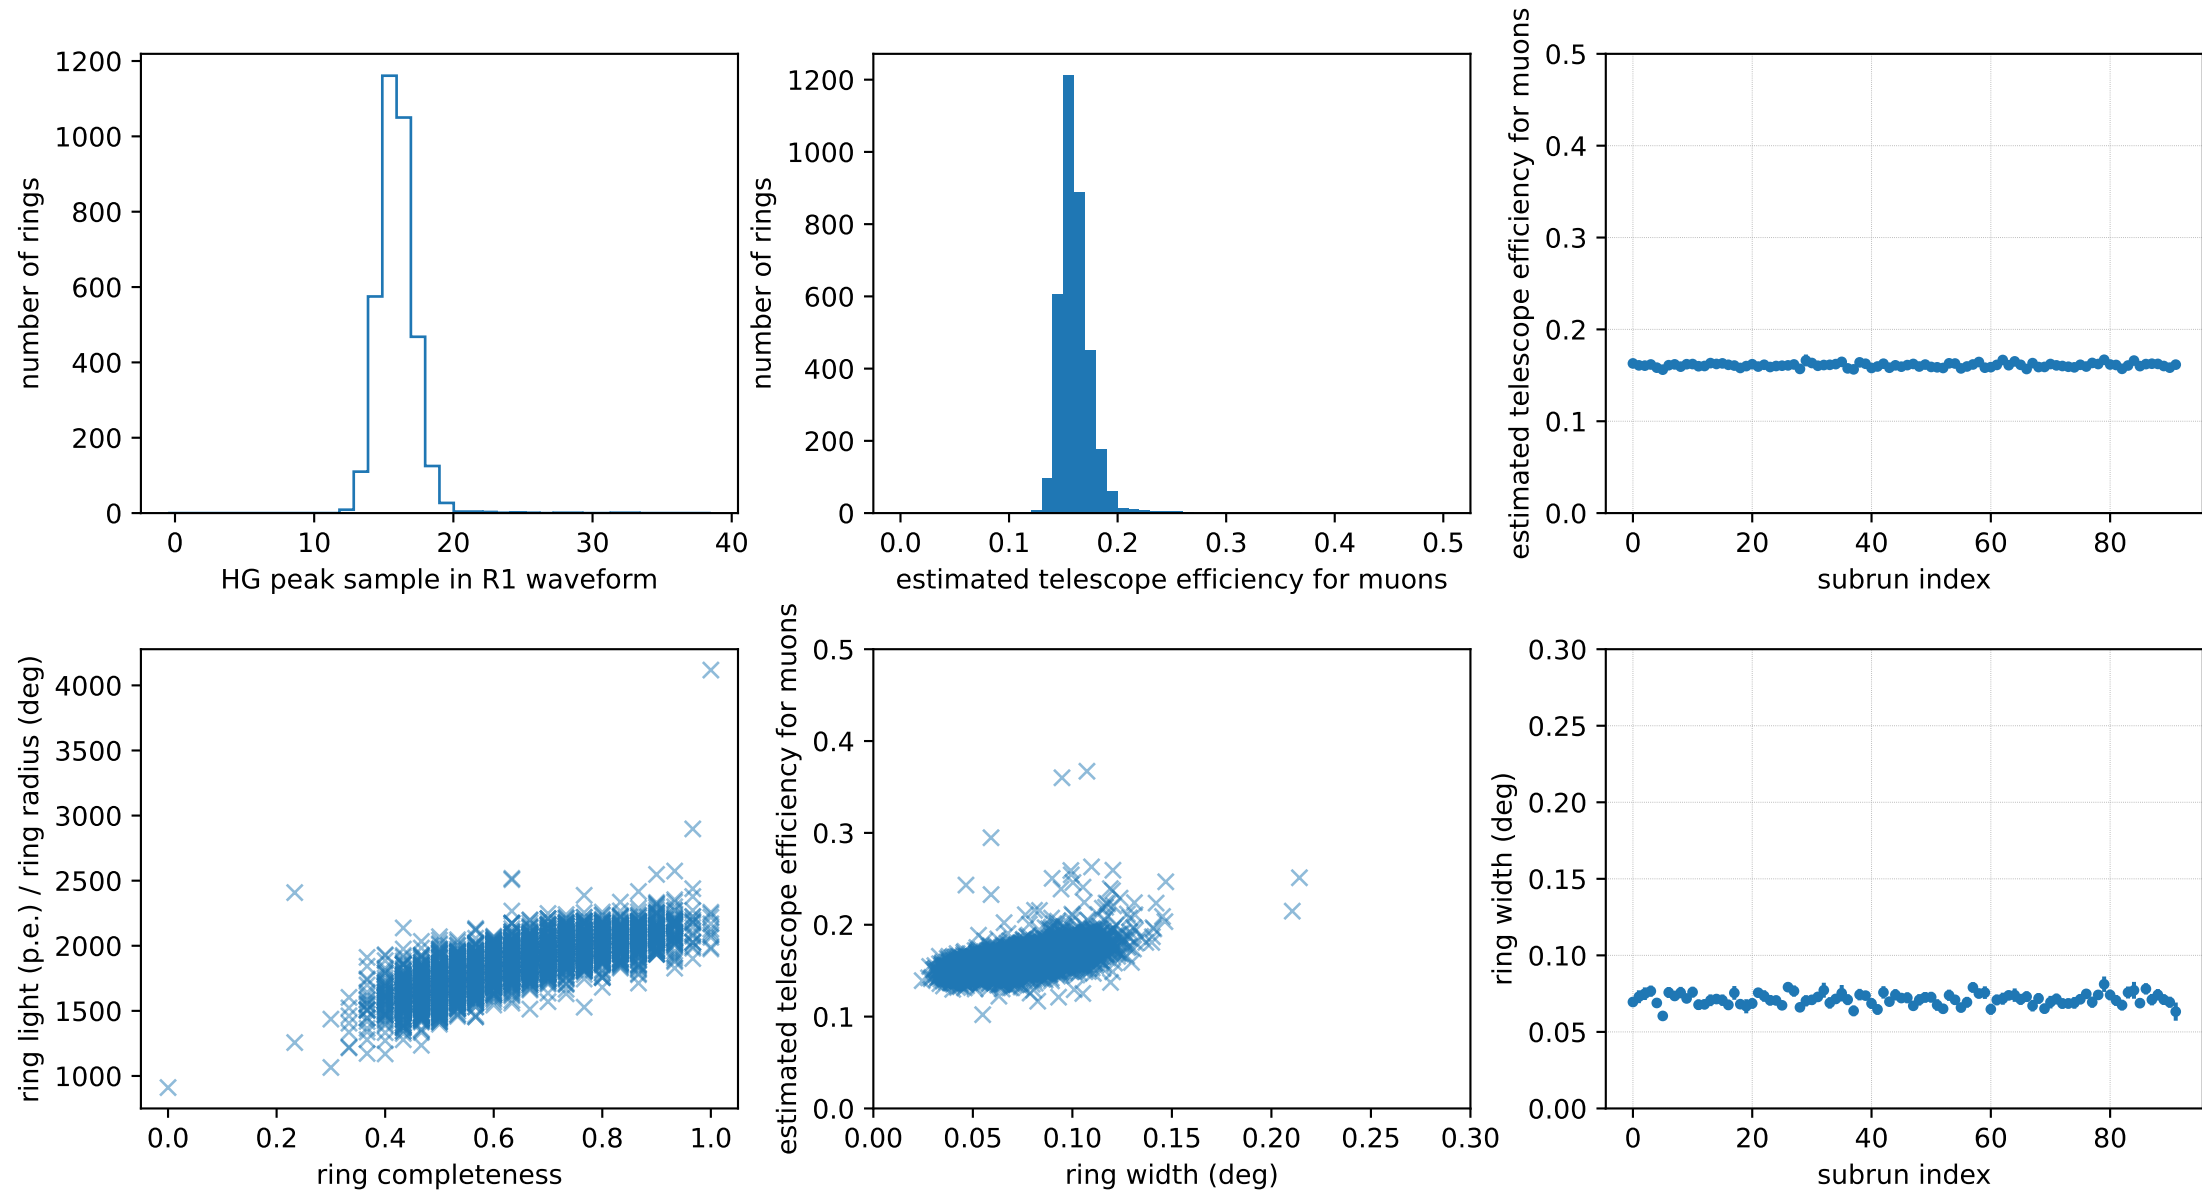 number of rings
1200
1000
800
600
400
200
0
0 10 20 30 40
HG peak sample in R1 waveform
number of rings
1200
1000
800
600
400
200
0
0.0 0.1 0.2 0.3 0.4 0.5
estimated telescope efficiency for muons
estimated telescope efficiency for muons
0.5
0.4
0.3
0.2
0.1
0.0
0 20 40 60 80
subrun index
ring light (p.e.) / ring radius (deg)
4000
3500
3000
2500
2000
1500
1000
0.0 0.2 0.4 0.6 0.8 1.0
ring completeness
estimated telescope efficiency for muons
0.5
0.4
0.3
0.2
0.1
0.0
0.00 0.05 0.10 0.15 0.20 0.25 0.30
ring width (deg)
ring width (deg)
0.30
0.25
0.20
0.15
0.10
0.05
0.00
0 20 40 60 80
subrun index